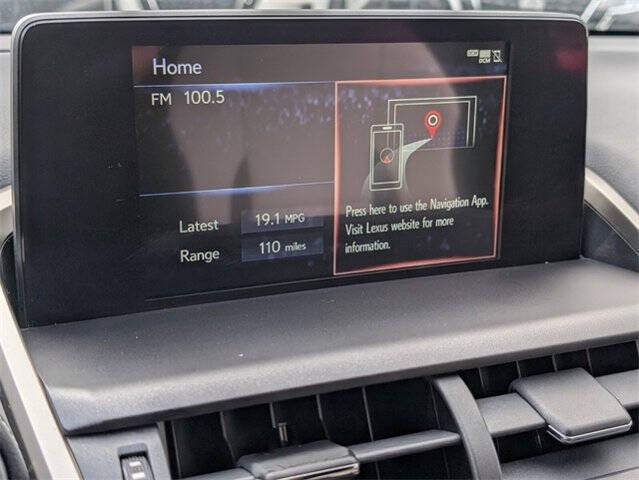 Home
DCM
FM 100.5
Latest 19.1 MPG
Range 110 miles
Press here to use the Navigation App.
Visit Lexus website for more
information.